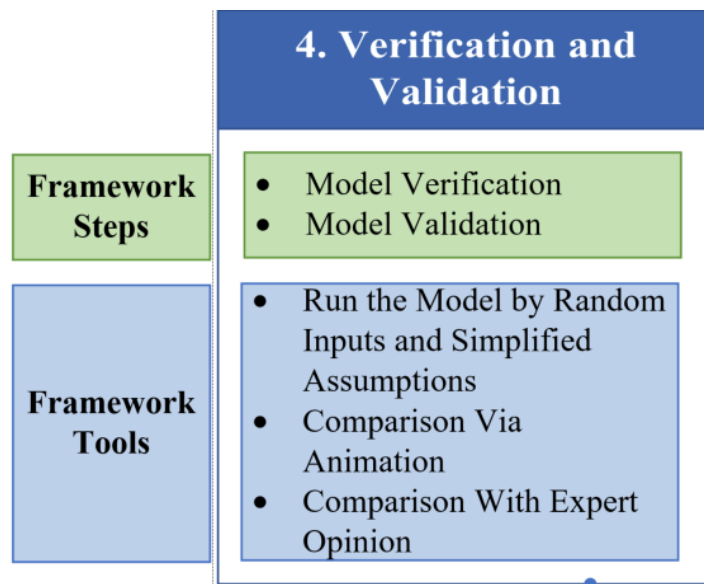 4. Verification and
Validation
Framework
Steps
• Model Verification
• Model Validation
Framework
Tools
• Run the Model by Random
Inputs and Simplified
Assumptions
• Comparison Via
Animation
• Comparison With Expert
Opinion